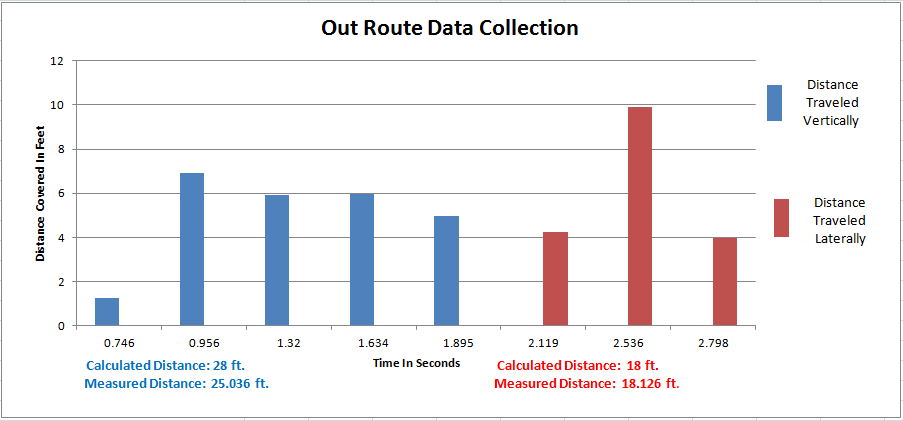 Out Route Data Collection
12
10
8
6
4
2
0
Distance Covered In Feet
0.746 0.956 1.32 1.634 1.895 2.119 2.536 2.798
Time In Seconds
Calculated Distance: 28 ft.
Measured Distance: 25.036 ft.
Calculated Distance: 18 ft.
Measured Distance: 18.126 ft.
Distance
Traveled
Vertically
Distance
Traveled
Laterally